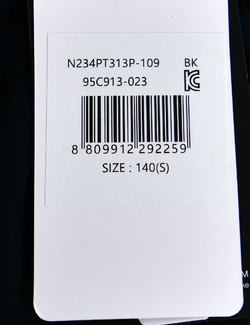 N234PT313P-109 BK
95C913-023
8 809912 292259
SIZE : 140(S)